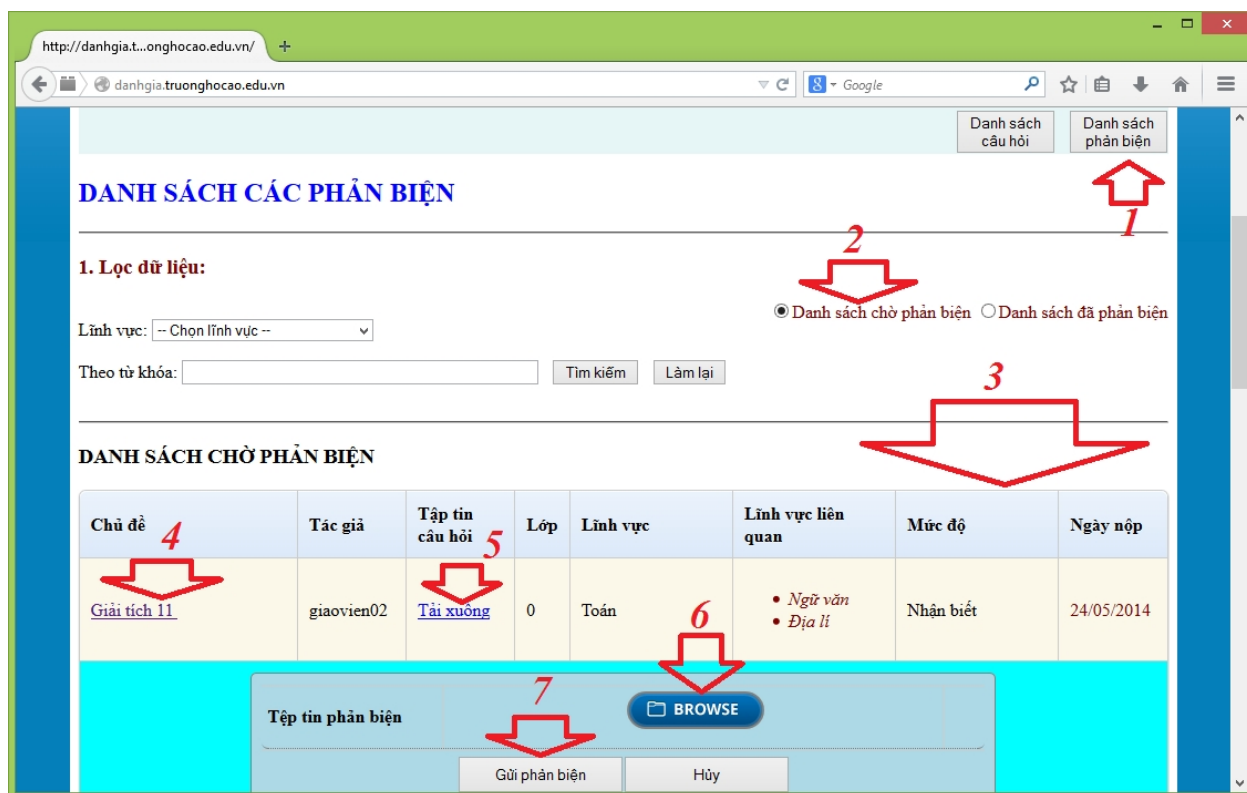 http://danhgia.t...onghocao.edu.vn/
danhgia.truonghocao.edu.vn
Google
Danh sách câu hỏi
Danh sách phản biện
1
DANH SÁCH CÁC PHẢN BIỆN
2
1. Lọc dữ liệu:
Danh sách chờ phản biện Danh sách đã phản biện
Lĩnh vực: -- Chọn lĩnh vực --
Theo từ khóa: Tìm kiếm Làm lại
3
DANH SÁCH CHỜ PHẢN BIỆN
Chủ đề Tác giả Tập tin câu hỏi Lớp Lĩnh vực Lĩnh vực liên quan Mức độ Ngày nộp
4
5
Giải tích 11 giaovien02 Tải xuống 0 Toán Ngữ văn Địa lí Nhận biết 24/05/2014
6
7
Tệp tin phản biện BROWSE
Gửi phản biện Hủy